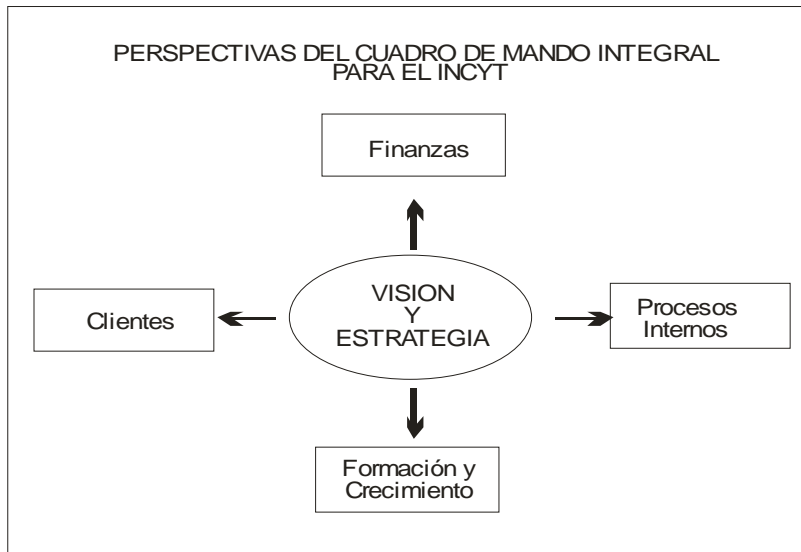 PERSPECTIVAS DEL CUADRO DE MANDO INTEGRAL
PARA EL INCYT
Finanzas
Clientes
VISION
Y
ESTRATEGIA
Procesos
Internos
Formación y
Crecimiento